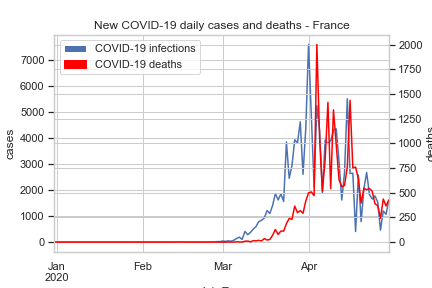 New COVID-19 daily cases and deaths - France
COVID-19 infections
COVID-19 deaths
cases
7000
6000
5000
4000
3000
2000
1000
0
2000
1750
1500
1250
1000
750
500
250
0
deaths
Jan
2020
Feb
Mar
Apr